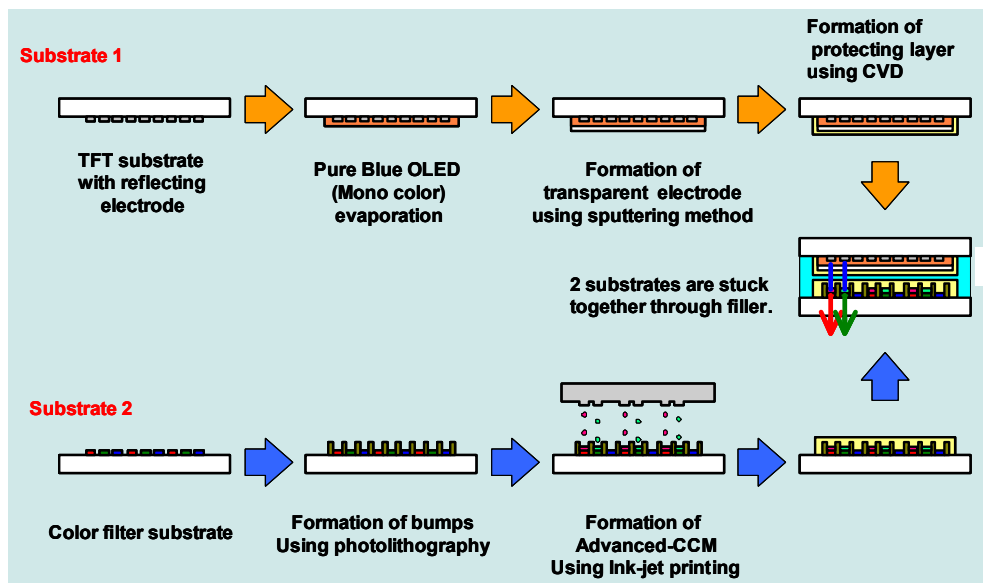 Substrate 1
TFT substrate
with reflecting
electrode
Pure Blue OLED
(Mono color)
evaporation
Formation of
transparent electrode
using sputtering method
Formation of
protecting layer
using CVD
2 substrates are stuck
together through filler.
Substrate 2
Color filter substrate
Formation of bumps
Using photolithography
Formation of
Advanced-CCM
Using Ink-jet printing